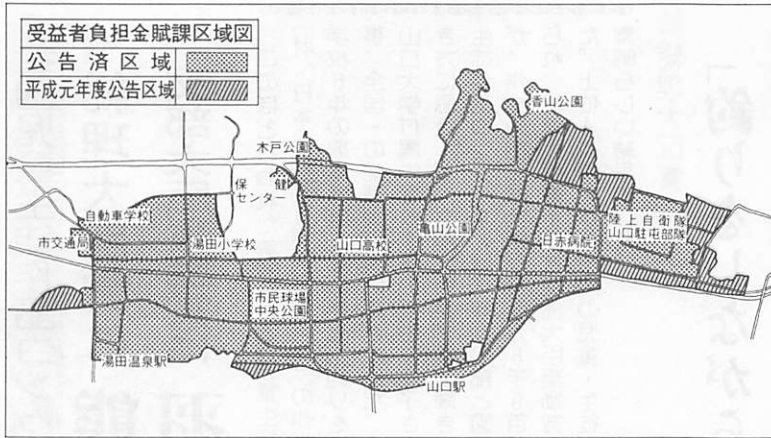 受益者負担金賦課区域図
公告済区域
平成元年度公告区域
香山公園
木戸公園
保健
センター
自動車学校
市交通局
湯田小学校
山口高校
亀山公園
日赤病院
陸上自衛隊
山口駐屯部隊
市民球場
中央公園
湯田温泉駅
山口駅